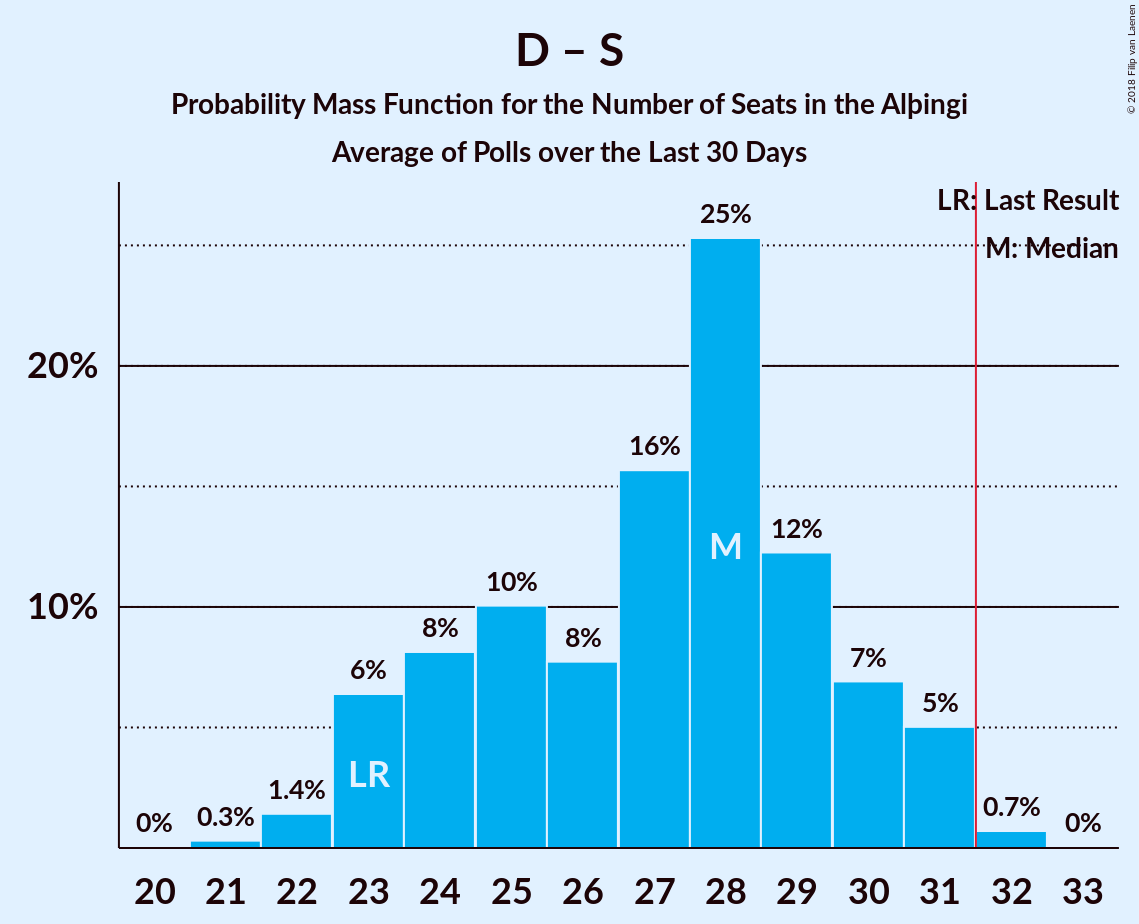 D – S
Probability Mass Function for the Number of Seats in the Alþingi
Average of Polls over the Last 30 Days
© 2018 Filip van Laenen
LR: Last Result
M: Median
20%
10%
0%
0.3%
1.4%
6%
8%
10%
8%
16%
25%
12%
7%
5%
0.7%
0%
LR
M
20 21 22 23 24 25 26 27 28 29 30 31 32 33